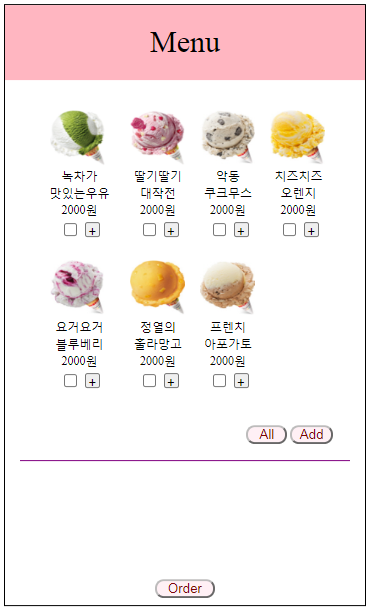 Menu
녹차가 딸기딸기 악동 치즈치즈
맛있는우유 대작전 쿠크무스 오렌지
2000원 2000원 2000원 2000원
+ + + +
요거요거 정열의 프렌치
블루베리 홀라망고 아포가토
2000원 2000원 2000원
+ + +
All Add
Order